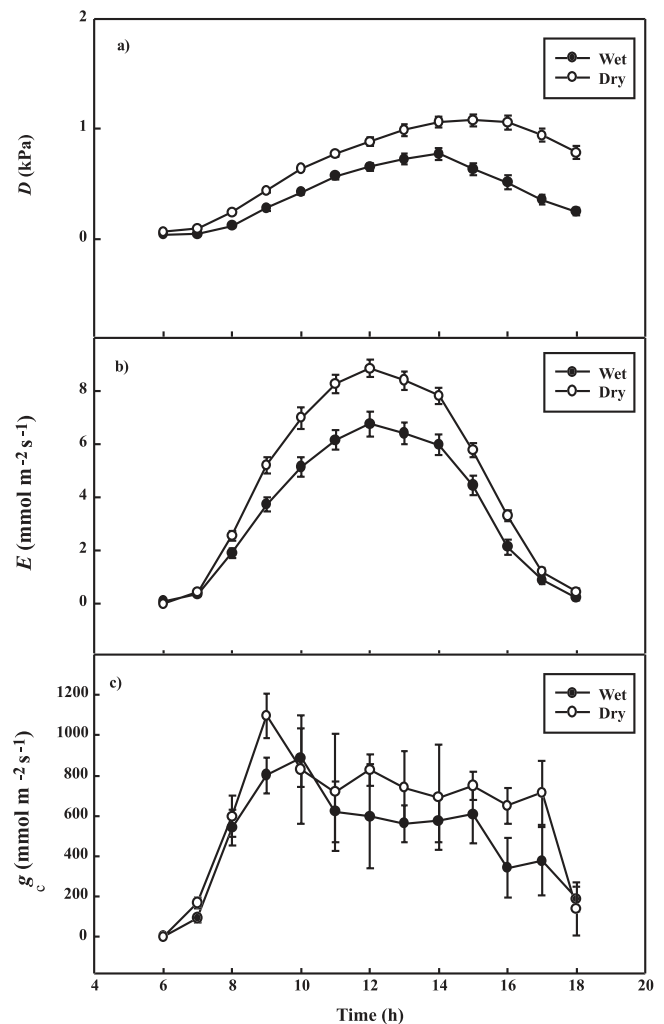 2
a)
Wet
Dry
1
D (kPa)
0
b)
Wet
Dry
8
6
4
2
0
E (mmol m-2 s-1)
c)
Wet
Dry
1200
1000
800
600
400
200
0
gc (mmol m-2 s-1)
4 6 8 10 12 14 16 18 20
Time (h)